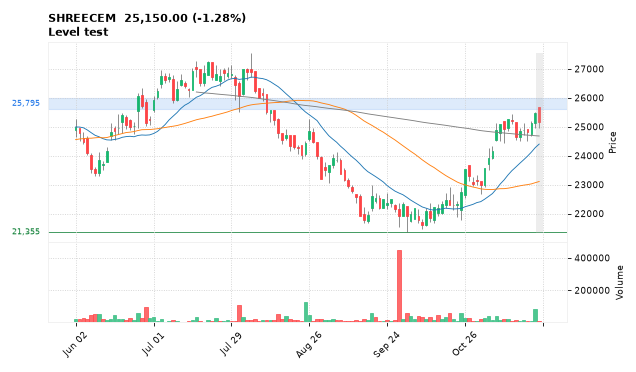 SHREECEM 25,150.00 (-1.28%)
Level test
27000
25,795
26000
25000
24000
23000
22000
21,355
Price
400000
200000
Volume
Jun 02
Jul 01
Jul 29
Aug 26
Sep 24
Oct 26